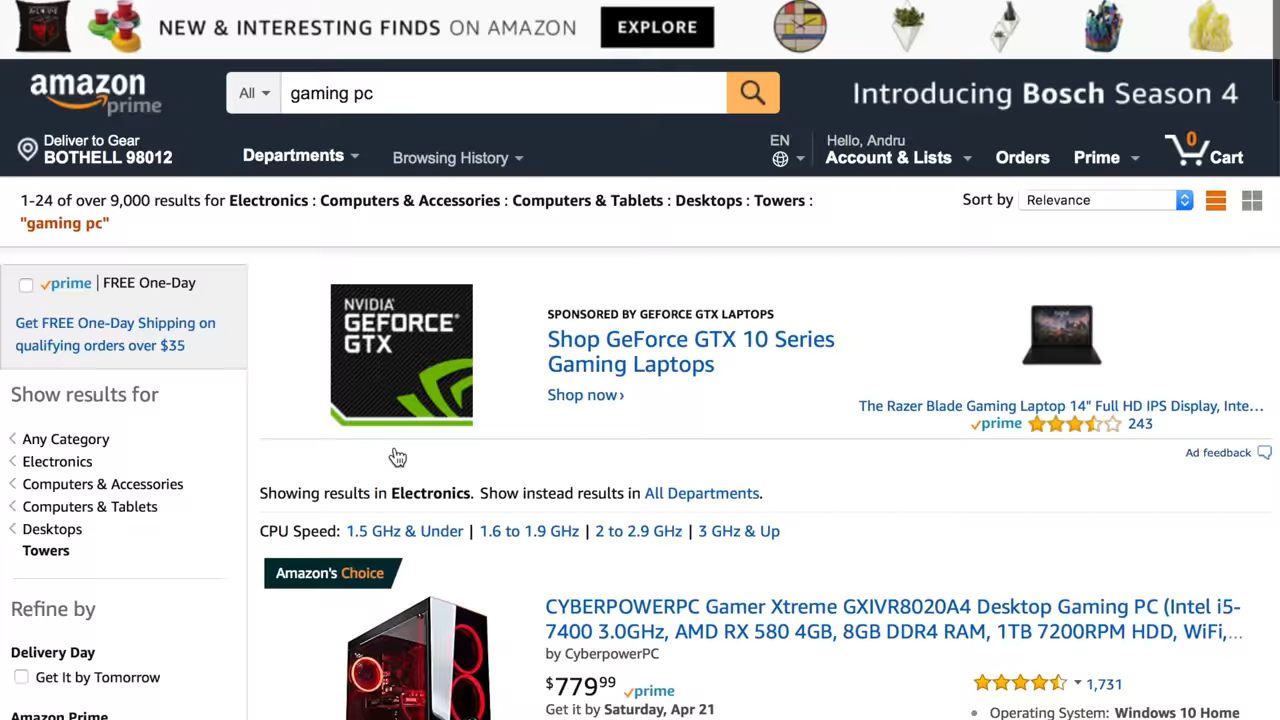 NEW & INTERESTING FINDS ON AMAZON EXPLORE
amazon prime
All gaming pc
Introducing Bosch Season 4
Deliver to Gear
BOTHELL 98012
Departments
Browsing History
EN
Hello, Andru
Account & Lists
Orders
Prime
0
Cart
1-24 of over 9,000 results for Electronics : Computers & Accessories : Computers & Tablets : Desktops : Towers :
"gaming pc"
Sort by Relevance
prime | FREE One-Day
Get FREE One-Day Shipping on
qualifying orders over $35
Show results for
Any Category
Electronics
Computers & Accessories
Computers & Tablets
Desktops
Towers
Refine by
Delivery Day
Get It by Tomorrow
Amazon Prime
NVIDIA
GEFORCE
GTX
SPONSORED BY GEFORCE GTX LAPTOPS
Shop GeForce GTX 10 Series
Gaming Laptops
Shop now›
The Razer Blade Gaming Laptop 14" Full HD IPS Display, Inte...
prime 243
Ad feedback
Showing results in Electronics. Show instead results in All Departments.
CPU Speed: 1.5 GHz & Under | 1.6 to 1.9 GHz | 2 to 2.9 GHz | 3 GHz & Up
Amazon's Choice
CYBERPOWERPC Gamer Xtreme GXIVR8020A4 Desktop Gaming PC (Intel i5-
7400 3.0GHz, AMD RX 580 4GB, 8GB DDR4 RAM, 1TB 7200RPM HDD, WiFi,...
by CyberpowerPC
$779 99 prime
Get it by Saturday, Apr 21
1,731
Operating System: Windows 10 Home